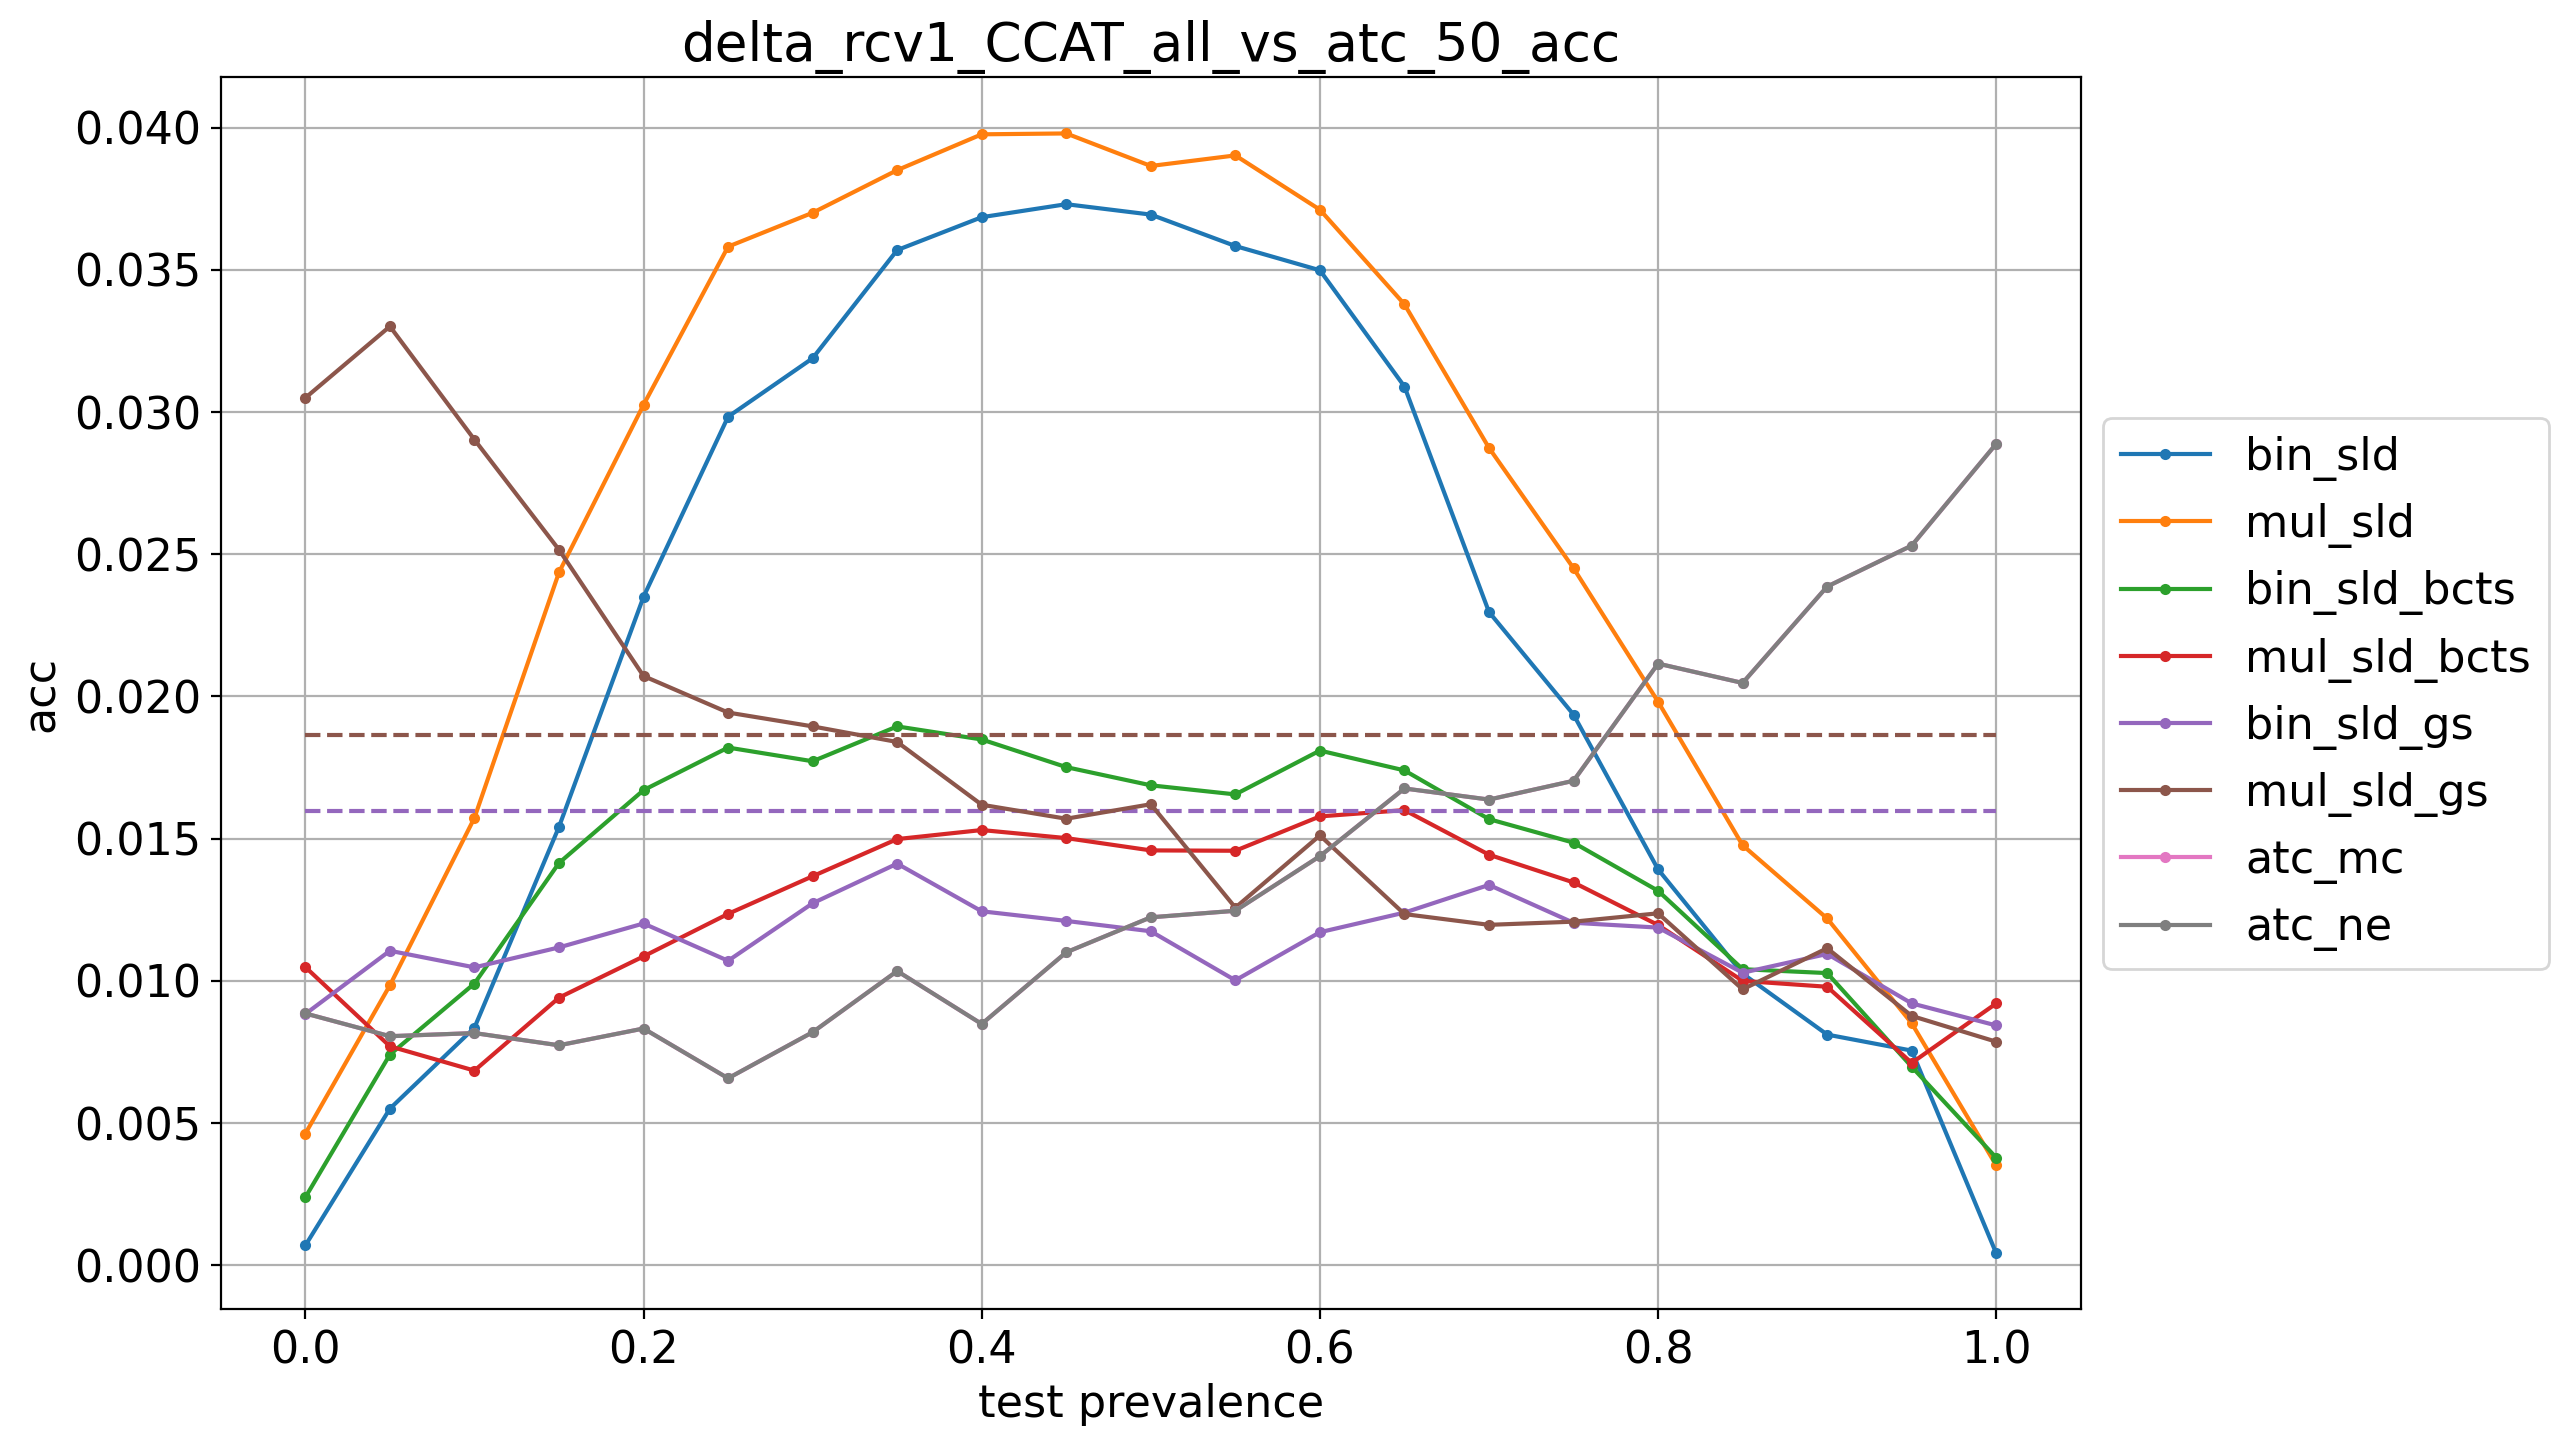 delta_rcv1_CCAT_all_vs_atc_50_acc
0.040
0.035
0.030
0.025
0.020
0.015
0.010
0.005
0.000
acc
0.0 0.2 0.4 0.6 0.8 1.0
test prevalence
bin_sld
mul_sld
bin_sld_bcts
mul_sld_bcts
bin_sld_gs
mul_sld_gs
atc_mc
atc_ne